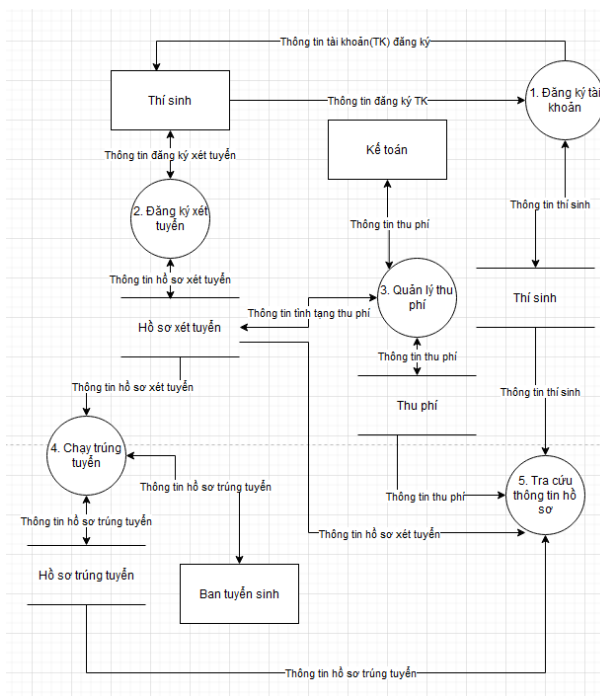 Thông tin tài khoản(TK) đăng ký
Thí sinh
Thông tin đăng ký TK
1. Đăng ký tài
khoản
Kế toán
Thông tin đăng ký xét tuyển
2. Đăng ký xét
tuyển
Thông tin thu phí
Thông tin thí sinh
Thông tin hồ sơ xét tuyển
3. Quản lý thu
phí
Thí sinh
Hồ sơ xét tuyển
Thông tin tình tạng thu phí
Thông tin thu phí
Thông tin hồ sơ xét tuyển
Thông tin thí sinh
Thu phí
4. Chạy trúng
tuyển
Thông tin hồ sơ trúng tuyển
5. Tra cứu
thông tin hồ
sơ
Thông tin thu phí
Thông tin hồ sơ trúng tuyển
Thông tin hồ sơ xét tuyển
Hồ sơ trúng tuyển
Ban tuyển sinh
Thông tin hồ sơ trúng tuyển